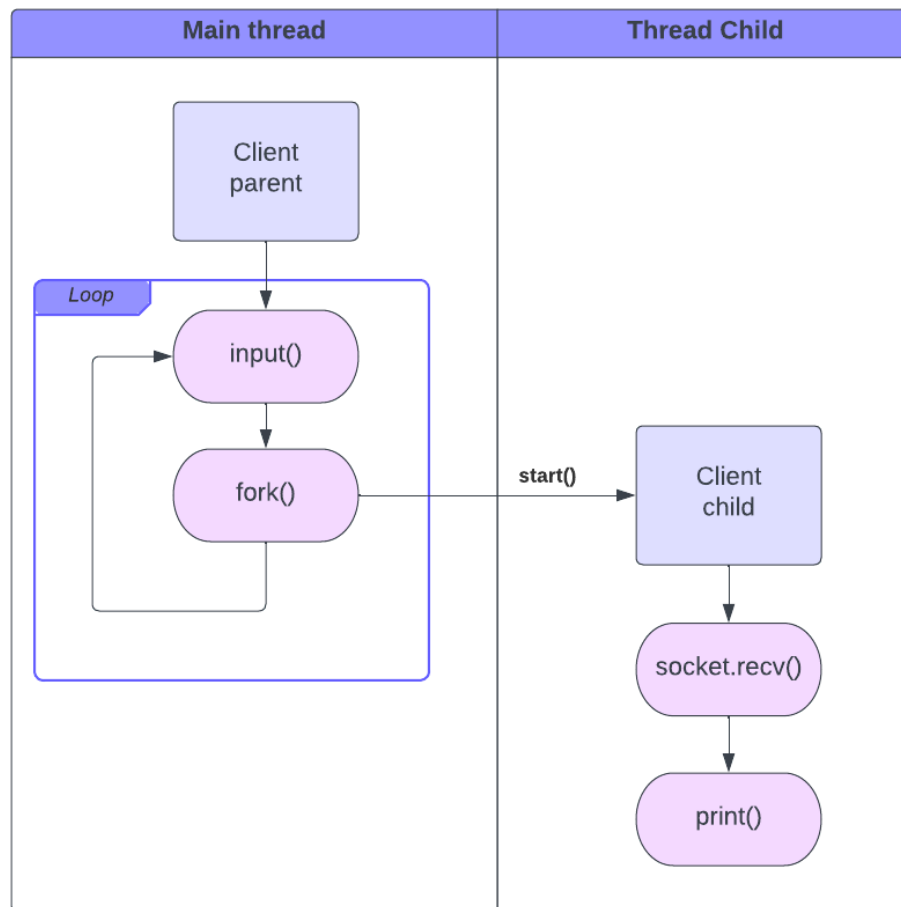 Main thread
Thread Child
Client
parent
Loop
input()
fork()
start()
Client
child
socket.recv()
print()